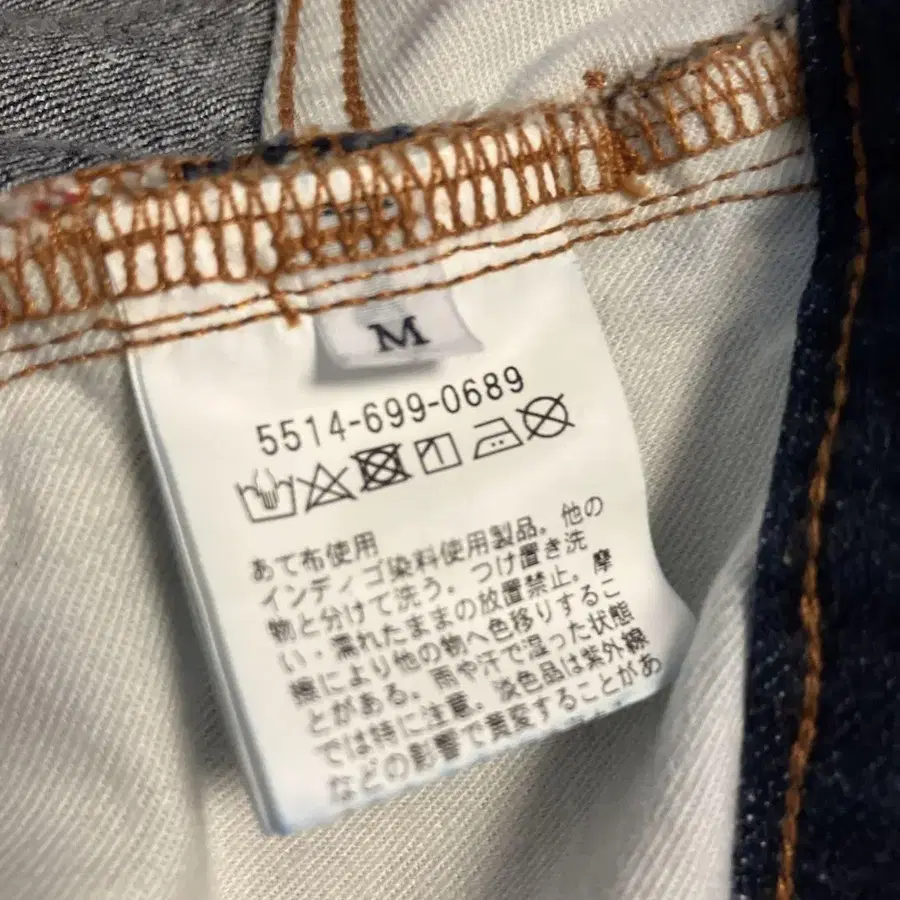 M
5514-699-0689
あて布使用
インディゴ染料使用製品。他の
物と分けて洗う。つけ置き洗
い・濡れたままの放置禁止。摩
擦により他の物へ色移りするこ
とがある。雨や汗で湿った状態
では特に注意。淡色品は紫外線
などの影響で黄変することがあ